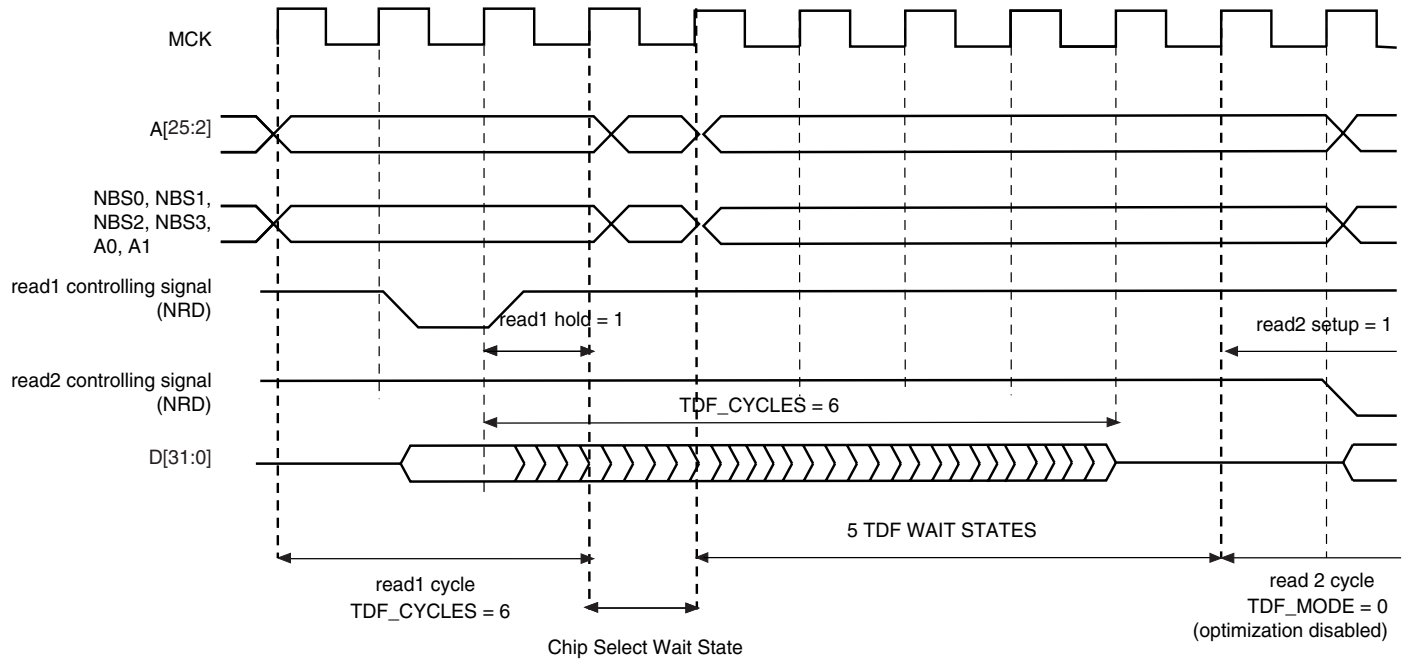 MCK
A[25:2]
NBS0, NBS1,
NBS2, NBS3,
A0, A1
read1 controlling signal
(NRD)
read1 hold = 1
read2 setup = 1
read2 controlling signal
(NRD)
TDF_CYCLES = 6
D[31:0]
5 TDF WAIT STATES
read1 cycle
TDF_CYCLES = 6
Chip Select Wait State
read 2 cycle
TDF_MODE = 0
(optimization disabled)